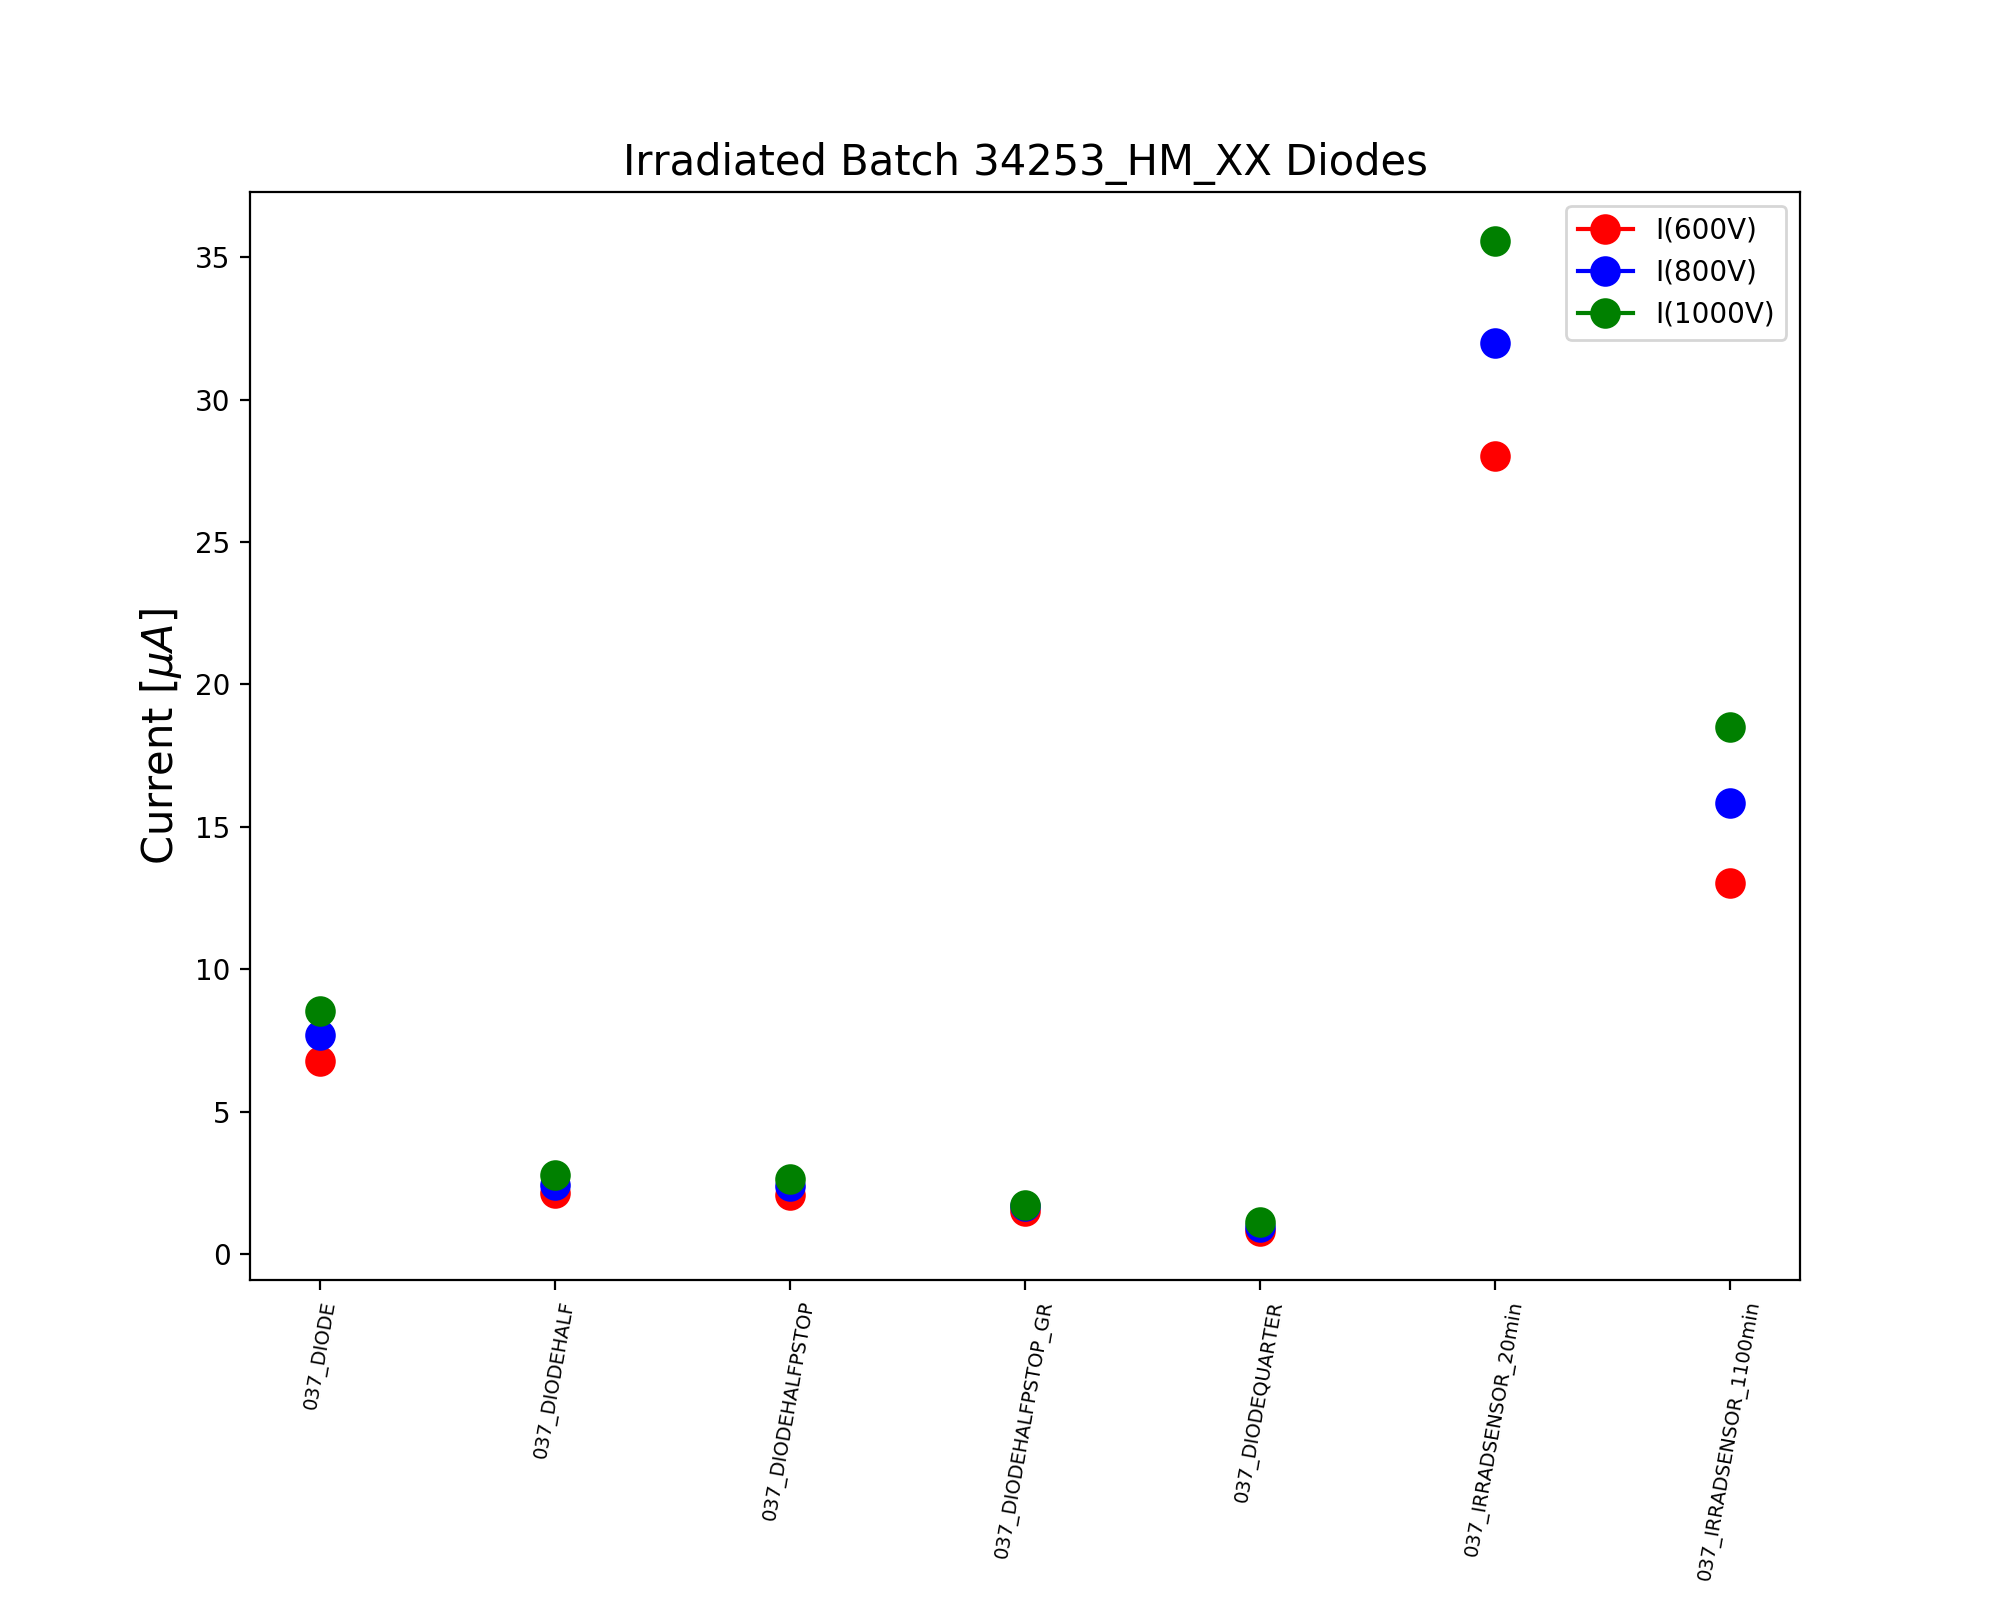 Irradiated Batch 34253_HM_XX Diodes
I(600V)
I(800V)
I(1000V)
Current [μA]
35
30
25
20
15
10
5
0
037_DIODE
037_DIODEHALF
037_DIODEHALFPSTOP
037_DIODEHALFPSTOP_GR
037_DIODEQUARTER
037_IRRADSENSOR_20min
037_IRRADSENSOR_1100min